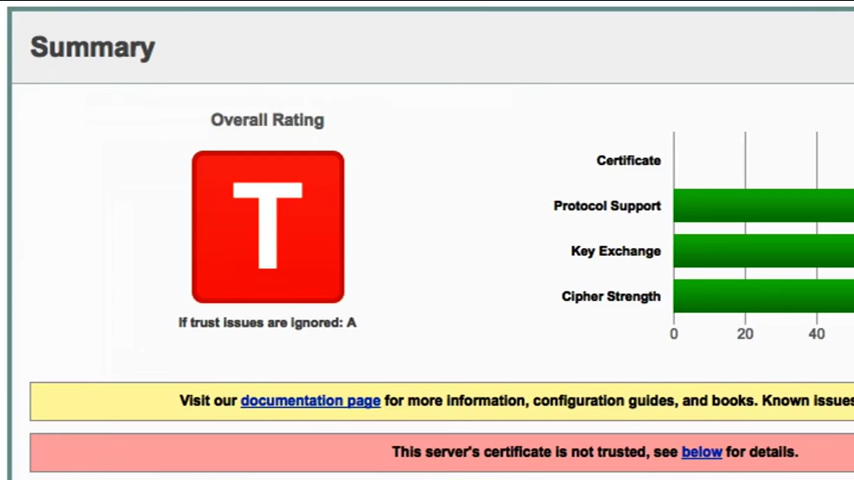 Summary
Overall Rating
T
If trust issues are ignored: A
Certificate
Protocol Support
Key Exchange
Cipher Strength
0 20 40
Visit our documentation page for more information, configuration guides, and books. Known issues
This server's certificate is not trusted, see below for details.